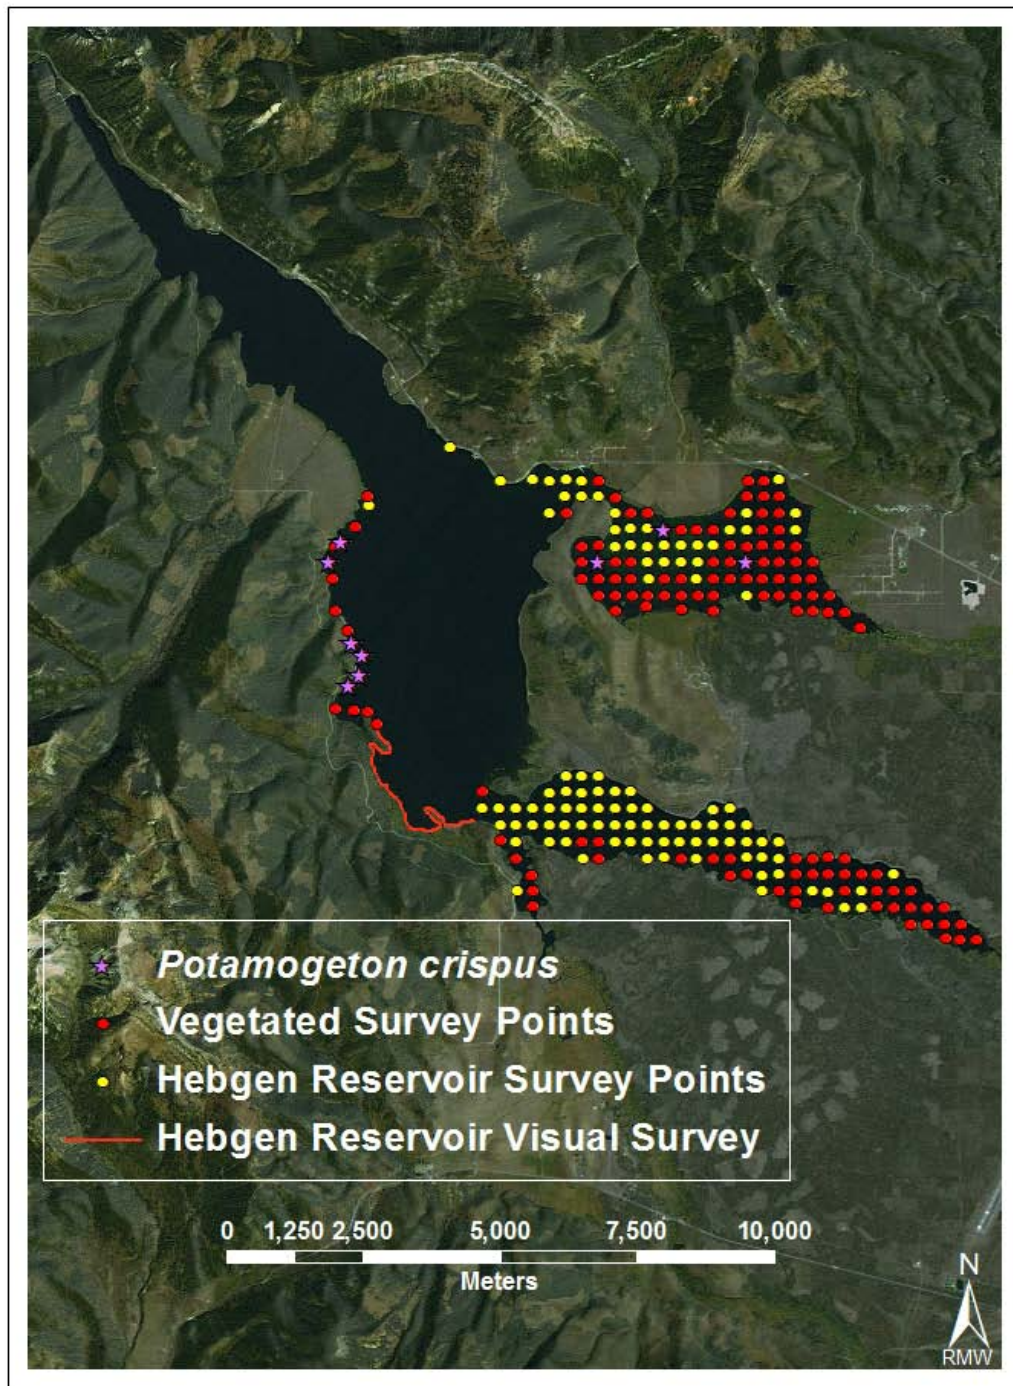 Potamogeton crispus
Vegetated Survey Points
Hebgen Reservoir Survey Points
Hebgen Reservoir Visual Survey
0 1,250 2,500 5,000 7,500 10,000
Meters
N
RMW